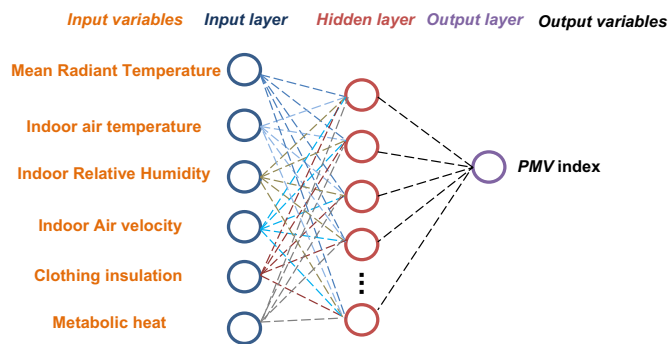 Input variables
Input layer
Hidden layer
Output layer
Output variables
Mean Radiant Temperature
Indoor air temperature
Indoor Relative Humidity
Indoor Air velocity
Clothing insulation
Metabolic heat
PMV index